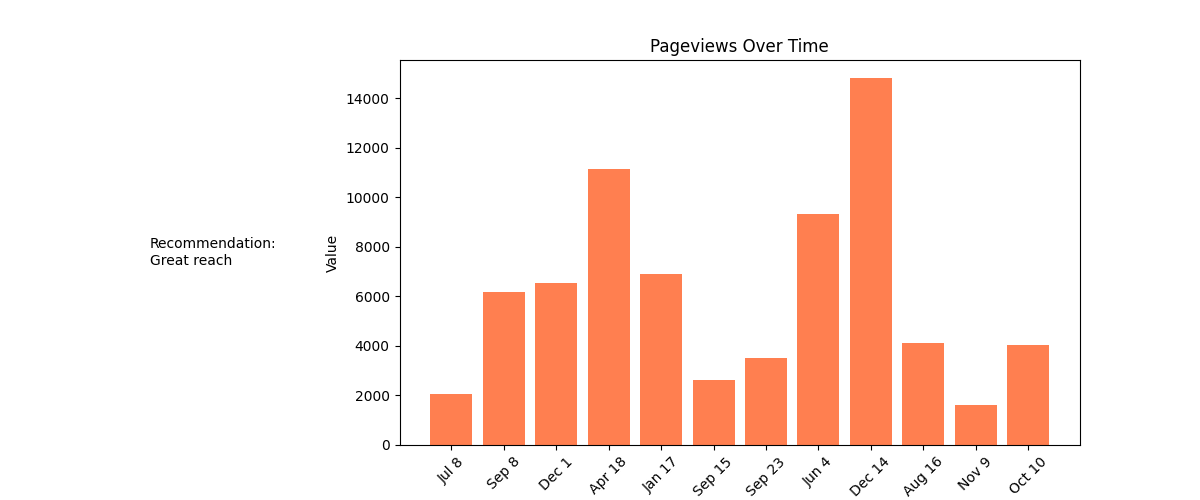 Pageviews Over Time
Recommendation:
Great reach
Value
14000
12000
10000
8000
6000
4000
2000
0
Jul 8
Sep 8
Dec 1
Apr 18
Jan 17
Sep 15
Sep 23
Jun 4
Dec 14
Aug 16
Nov 9
Oct 10